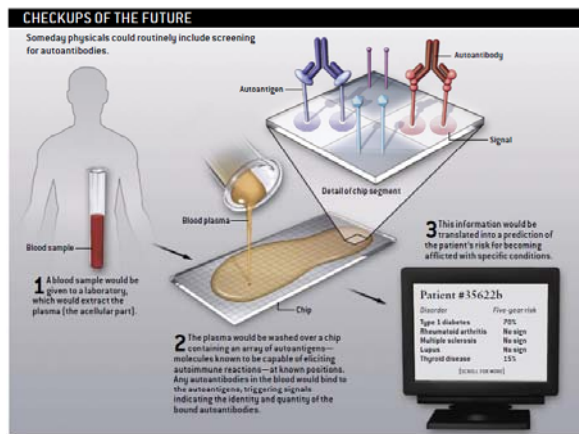 CHECKUPS OF THE FUTURE
Someday physicals could routinely include screening
for autoantibodies.
Autoantigen
Autoantibody
Signal
Detail of chip segment
Blood plasma
Blood sample
Chip
1 A blood sample would be
given to a laboratory,
which would extract the
plasma (the acellular part).
2 The plasma would be washed over a chip
containing an array of autoantigens—
molecules known to be capable of eliciting
autoimmune reactions—at known positions.
Any autoantibodies in the blood would bind to
the autoantigens, triggering signals
indicating the identity and quantity of the
bound autoantibodies.
3 This information would be
translated into a prediction of
the patient's risk for becoming
afflicted with specific conditions.
Patient #35622b
Disorder Five-year risk
Type 1 diabetes 70%
Rheumatoid arthritis No sign
Multiple sclerosis No sign
Lupus No sign
Thyroid disease 15%
[SCROLL FOR MORE]